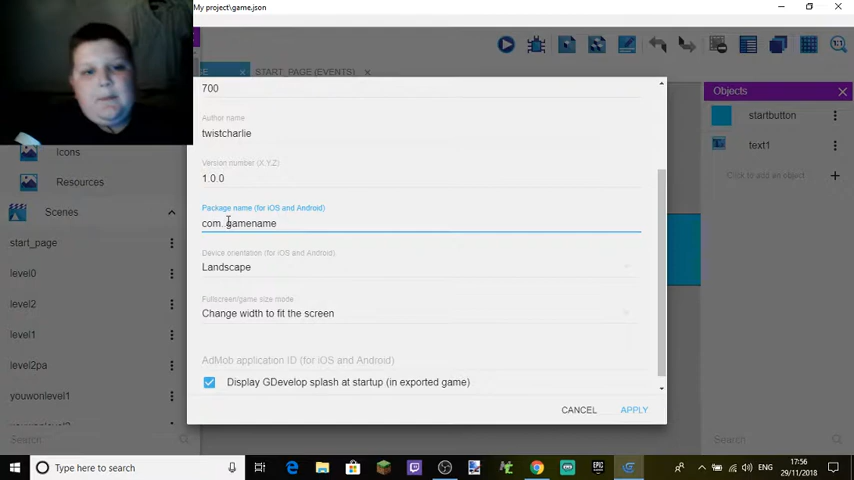 My project\game.json
START_PAGE (EVENTS)
Objects
700
startbutton
Author name
twistcharlie
text1
Icons
Version number (X.Y.Z)
1.0.0
Click to add an object
Resources
Scenes
Package name (for iOS and Android)
com..gamename
start_page
Device orientation (for iOS and Android)
Landscape
level0
level2
Fullscreen/game size mode
Change width to fit the screen
level1
level2pa
AdMob application ID (for iOS and Android)
Display GDevelop splash at startup (in exported game)
youwonlevel1
CANCEL APPLY
Search
Search
Type here to search
ENG
17:56
29/11/2018